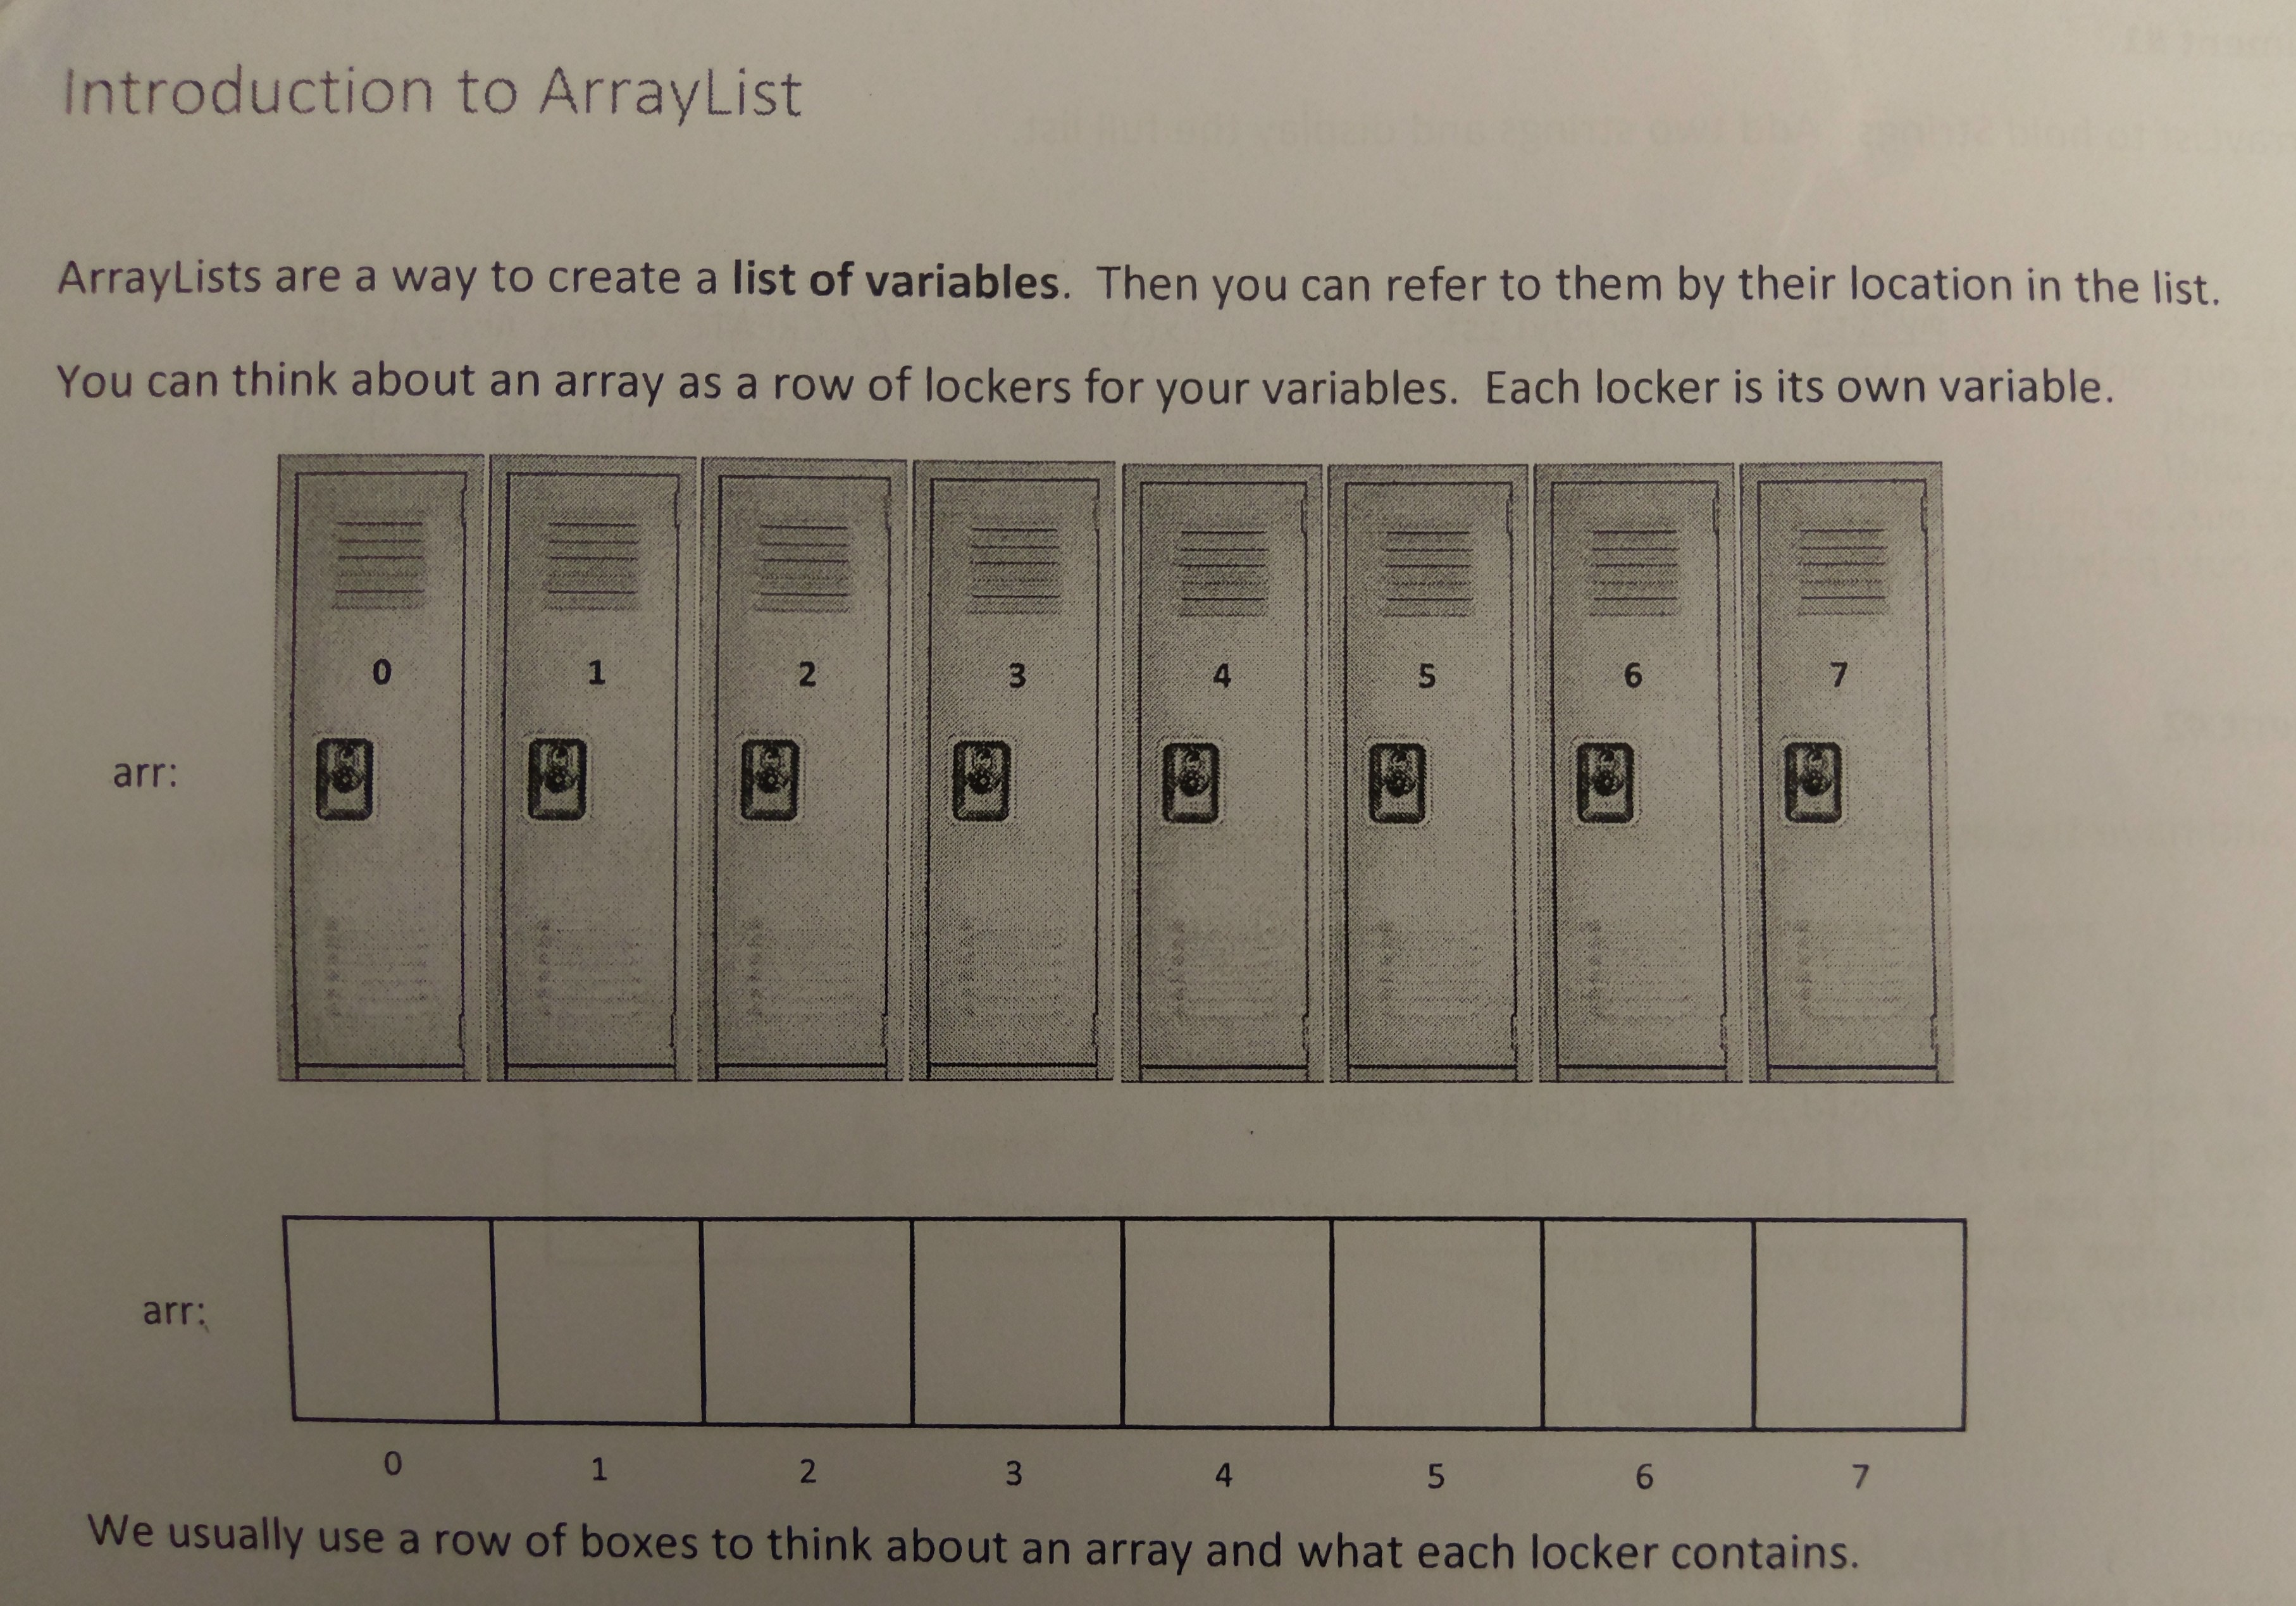 Introduction to ArrayList
ArrayLists are a way to create a list of variables. Then you can refer to them by their location in the list.
You can think about an array as a row of lockers for your variables. Each locker is its own variable.
0 1 2 3 4 5 6 7
arr:
arr:
0 1 2 3 4 5 6 7
We usually use a row of boxes to think about an array and what each locker contains.